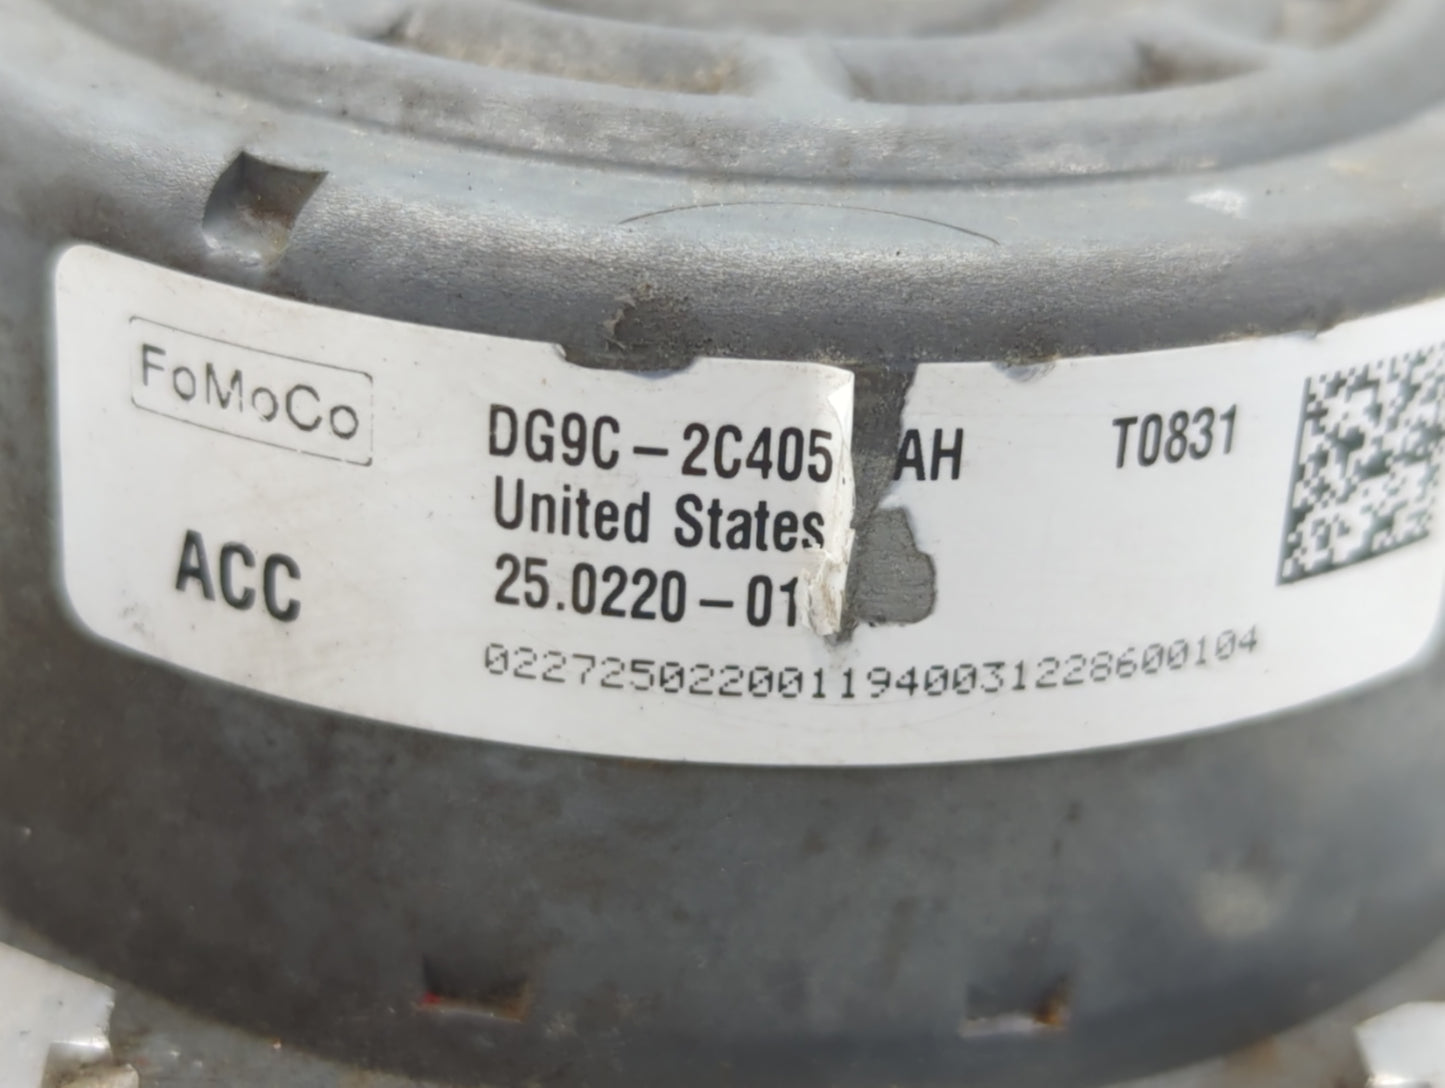 FoMoCo
DG9C-2C405 AH T0831
United States
ACC
25.0220-01
0227250220011940031228600104